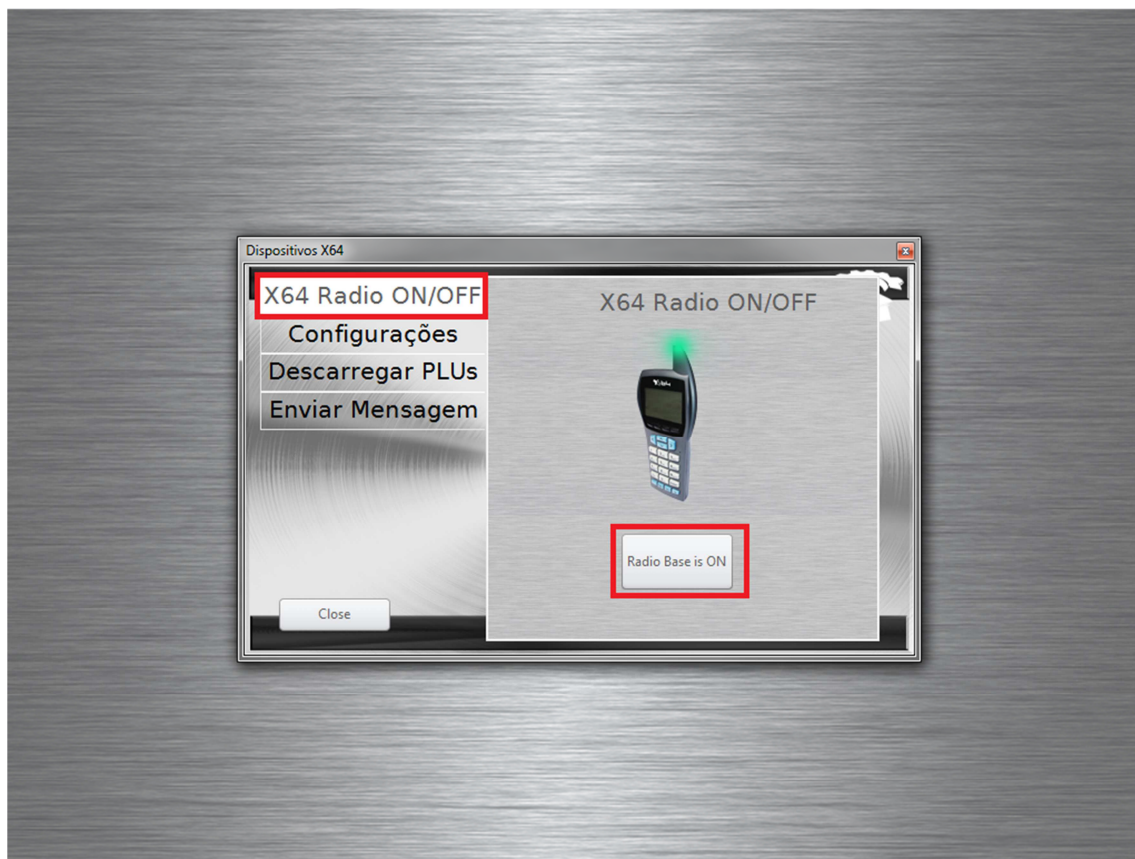 Dispositivos X64
X64 Radio ON/OFF
Configurações
Descarregar PLUs
Enviar Mensagem
Close
X64 Radio ON/OFF
Radio Base is ON